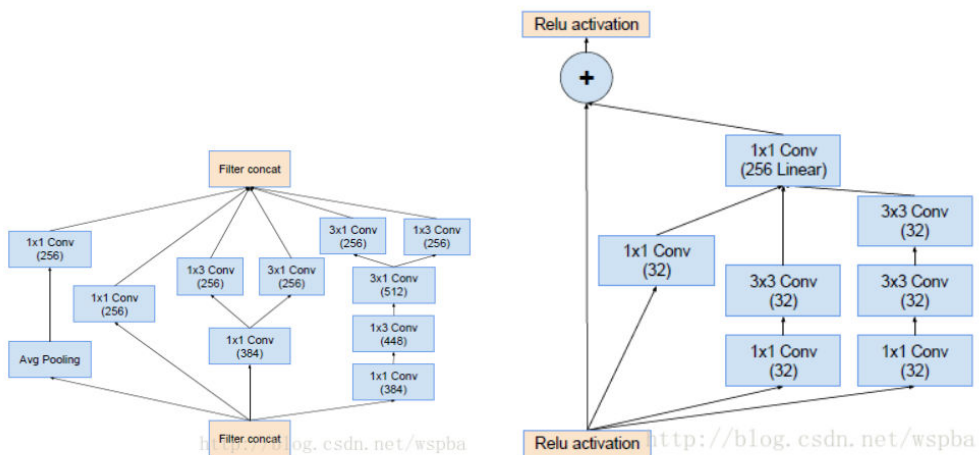 Filter concat
1x1 Conv
(256)
1x1 Conv
(256)
1x3 Conv
(256)
3x1 Conv
(256)
3x1 Conv
(256)
1x3 Conv
(256)
3x1 Conv
(512)
1x3 Conv
(448)
Avg Pooling
1x1 Conv
(384)
1x1 Conv
(384)
Filter concat
http://blog.csdn.net/wspba
Relu activation
+
1x1 Conv
(256 Linear)
1x1 Conv
(32)
3x3 Conv
(32)
3x3 Conv
(32)
3x3 Conv
(32)
1x1 Conv
(32)
1x1 Conv
(32)
Relu activation
http://blog.csdn.net/wspba